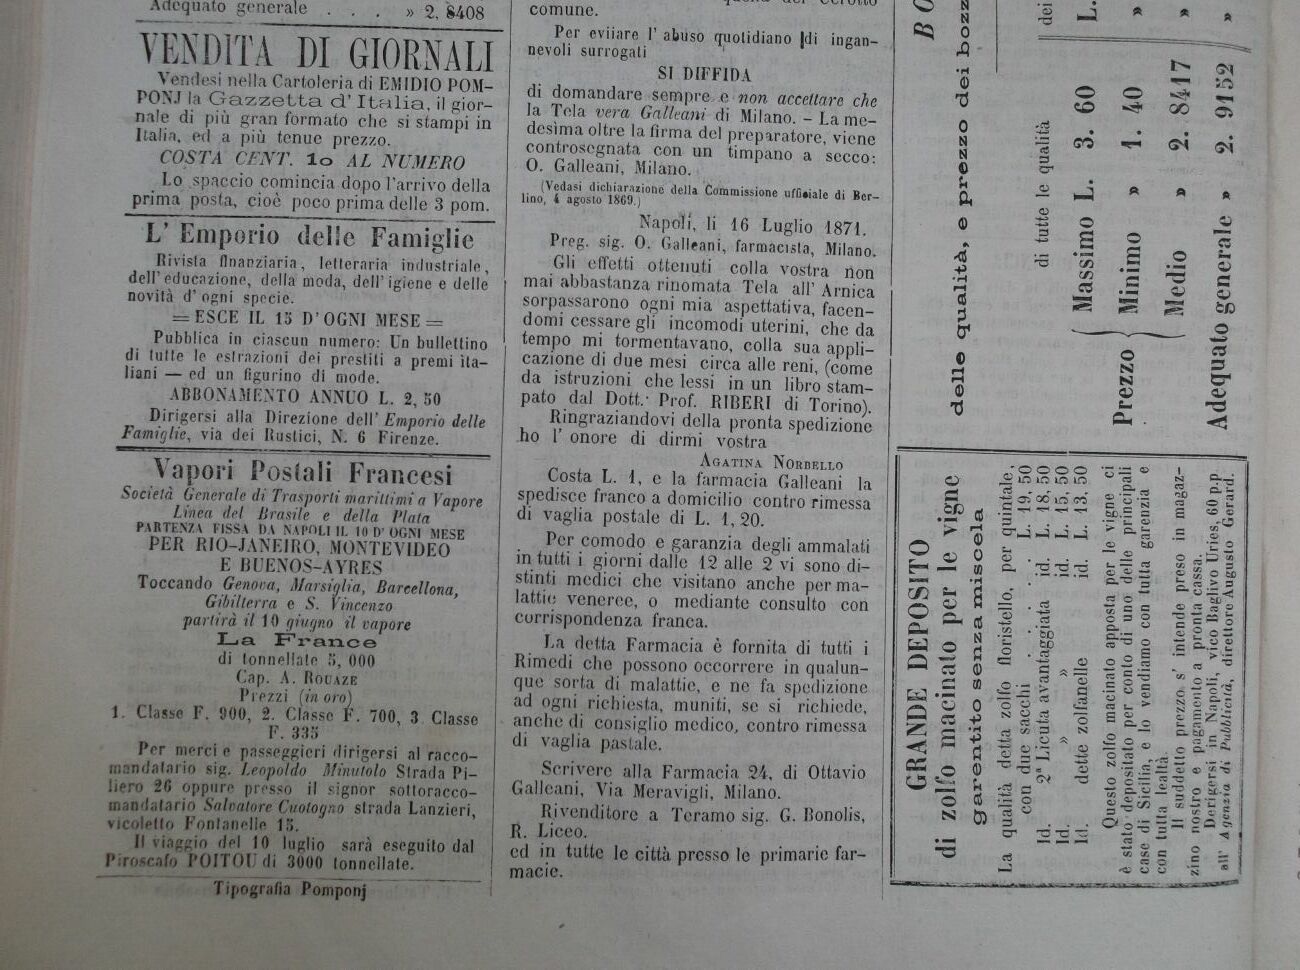 Adequato generale . . . . » 2, 8408
VENDITA DI GIORNALI
Vendesi nella Cartoleria di EMIDIO POM-
PONJ la Gazzetta d'Italia, il gior-
nale di più gran formato che si stampi in
Italia, ed a più tenue prezzo.
COSTA CENT. 10 AL NUMERO
Lo spaccio comincia dopo l'arrivo della
prima posta, cioè poco prima delle 3 pom.
L' Emporio delle Famiglie
Rivista finanziaria, letteraria industriale,
dell'educazione, della moda, dell'igiene e delle
novità d'ogni specie.
= ESCE IL 15 D'OGNI MESE =
Pubblica in ciascun numero: Un bullettino
di tutte le estrazioni dei prestiti a premi ita-
liani — ed un figurino di mode.
ABBONAMENTO ANNUO L. 2, 50
Dirigersi alla Direzione dell' Emporio delle
Famiglie, via dei Rustici, N. 6 Firenze.
Vapori Postali Francesi
Società Generale di Trasporti marittimi a Vapore
Linea del Brasile e della Plata
PARTENZA FISSA DA NAPOLI IL 10 D'OGNI MESE
PER RIO-JANEIRO, MONTEVIDEO
E BUENOS-AYRES
Toccando Genova, Marsiglia, Barcellona,
Gibilterra e S. Vincenzo
partirà il 10 giugno il vapore
La France
di tonnellate 5, 000
Cap. A. ROUAZE
Prezzi (in oro)
1. Classe F. 900, 2. Classe F. 700, 3. Classe
F. 335
Per merci e passeggieri dirigersi al racco-
mandatario sig. Leopoldo Minutolo Strada Pi-
liero 26 oppure presso il signor sottoracco-
mandatario Salvatore Cuotogno strada Lanzieri,
vicoletto Fontanelle 15.
Il viaggio del 10 luglio sarà eseguito dal
Piroscafo POITOU di 3000 tonnellate.
Tipografia Pomponj
comune.
Per eviiare l' abuso quotidiano di ingan-
nevoli surrogati
SI DIFFIDA
di domandare sempre e non accettare che
la Tela vera Galleani di Milano. - La me-
desima oltre la firma del preparatore, viene
controsegnata con un timpano a secco:
O. Galleani, Milano.
(Vedasi dichiarazione della Commissione ufficiale di Ber-
lino, 4 agosto 1869.)
Napoli, li 16 Luglio 1871.
Preg. sig. O. Galleani, farmacista, Milano.
Gli effetti ottenuti colla vostra non
mai abbastanza rinomata Tela all' Arnica
sorpassarono ogni mia aspettativa, facen-
domi cessare gli incomodi uterini, che da
tempo mi tormentavano, colla sua appli-
cazione di due mesi circa alle reni, (come
da istruzioni che lessi in un libro stam-
pato dal Dott. Prof. RIBERI di Torino).
Ringraziandovi della pronta spedizione
ho l' onore di dirmi vostra
AGATINA NORBELLO
Costa L. 1, e la farmacia Galleani la
spedisce franco a domicilio contro rimessa
di vaglia postale di L. 1, 20.
Per comodo e garanzia degli ammalati
in tutti i giorni dalle 12 alle 2 vi sono di-
stinti medici che visitano anche per ma-
lattie veneree, o mediante consulto con
corrispondenza franca.
La detta Farmacia è fornita di tutti i
Rimedi che possono occorrere in qualun-
que sorta di malattie, e ne fa spedizione
ad ogni richiesta, muniti, se si richiede,
anche di consiglio medico, contro rimessa
di vaglia pastale.
Scrivere alla Farmacia 24, di Ottavio
Galleani, Via Meravigli, Milano.
Rivenditore a Teramo sig. G. Bonolis,
R. Liceo.
ed in tutte le città presso le primarie far-
macie.
BO
delle qualità, e prezzo dei bozz
di tutte le qualità dei
Prezzo
Massimo L. 3. 60 L.
Minimo » 1. 40 »
Medio » 2. 8417 »
Adequato generale » 2. 9152 »
GRANDE DEPOSITO
di zolfo macinato per le vigne
garentito senza miscela
La qualità detta zolfo floristello, per quintale,
con due sacchi . . . L. 19, 50
Id. 2ª Licuta avantaggiata id. L. 18, 50
Id. » » id. L. 15, 50
Id. dette zolfanelle id. L. 13, 50
Questo zolfo macinato apposta per le vigne ci
è stato depositato per conto di uno delle principali
case di Sicilia, e lo vendiamo con tutta garenzia e
con tutta lealtà.
Il suddetto prezzo s' intende preso in magaz-
zino nostro e pagamento a pronta cassa.
Derigersi in Napoli, vico Baglivo Uries, 60 p.p
all' Agenzia di Pubblicità, direttore Augusto Gerard.